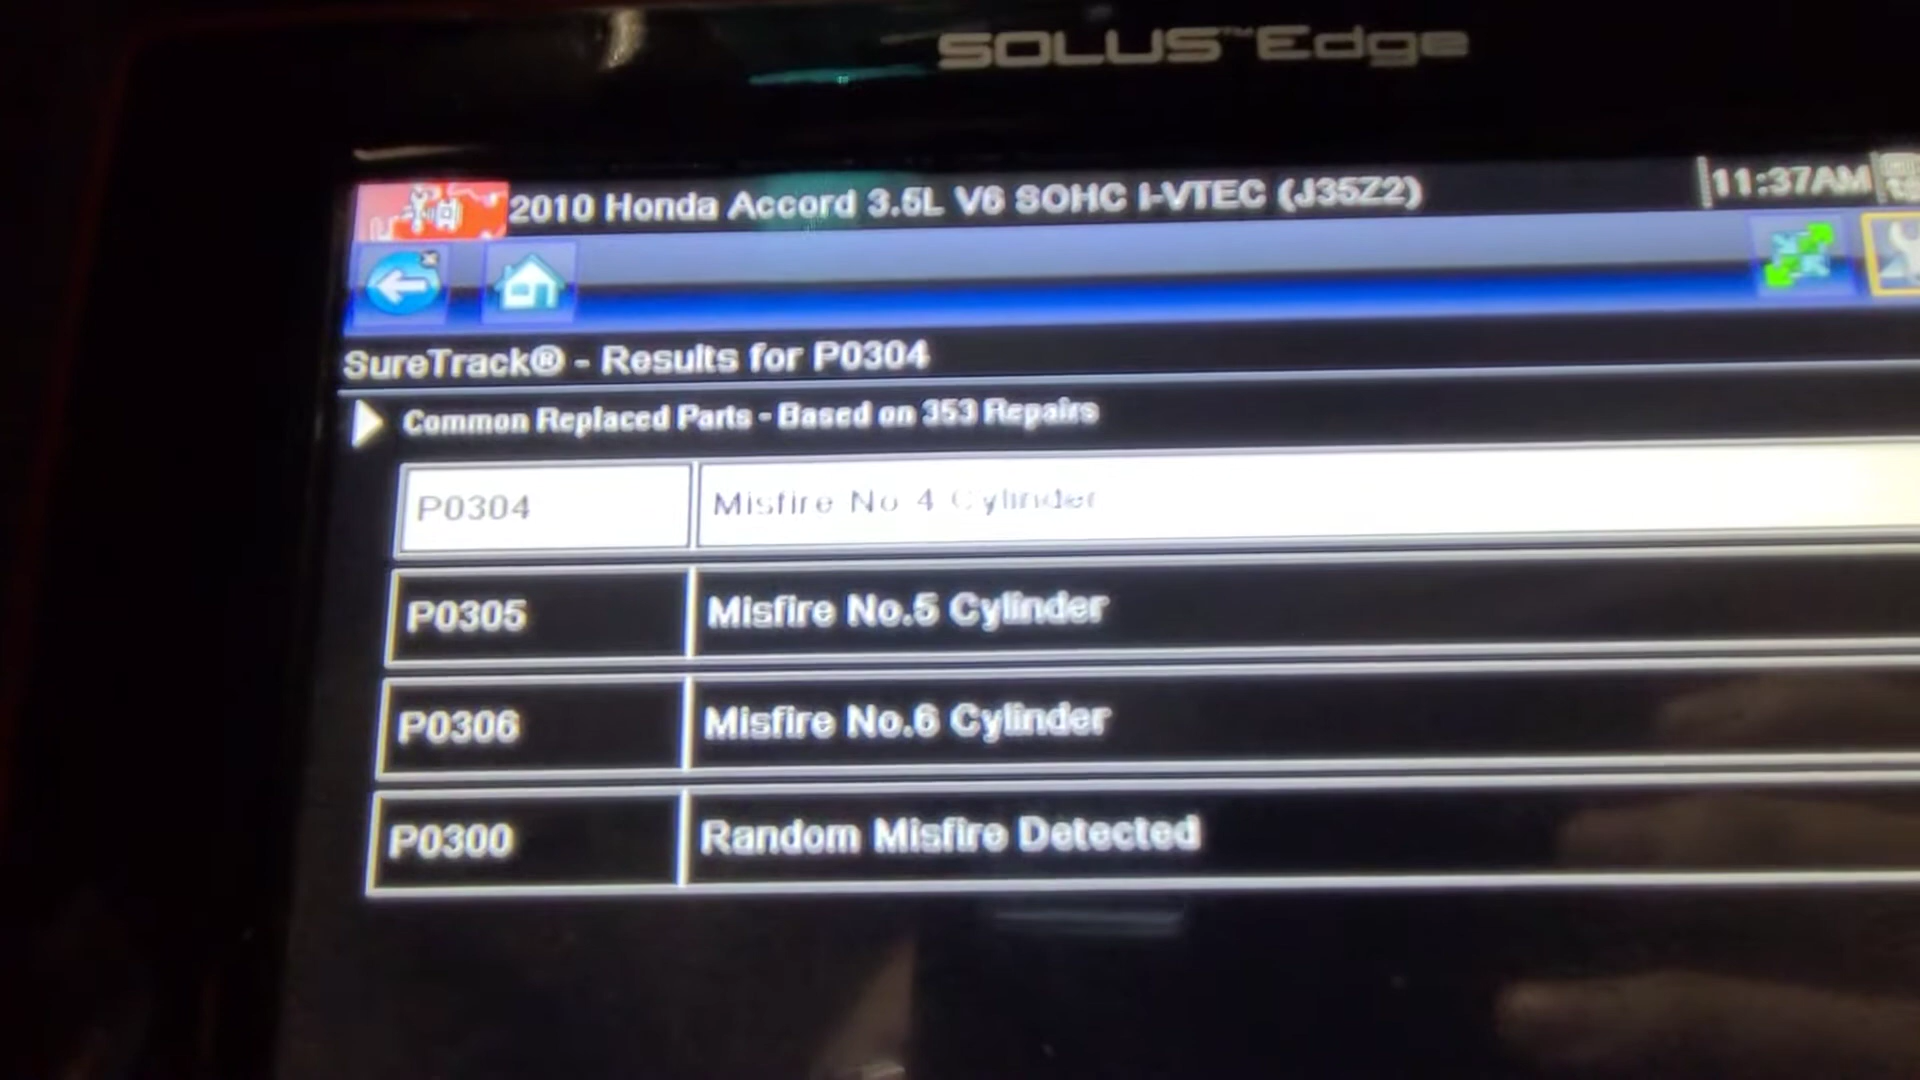 SOLUS™ Edge
2010 Honda Accord 3.5L V6 SOHC i-VTEC (J35Z2)
11:37AM
SureTrack® - Results for P0304
Common Replaced Parts - Based on 353 Repairs
P0304 Misfire No 4 Cylinder
P0305 Misfire No.5 Cylinder
P0306 Misfire No.6 Cylinder
P0300 Random Misfire Detected